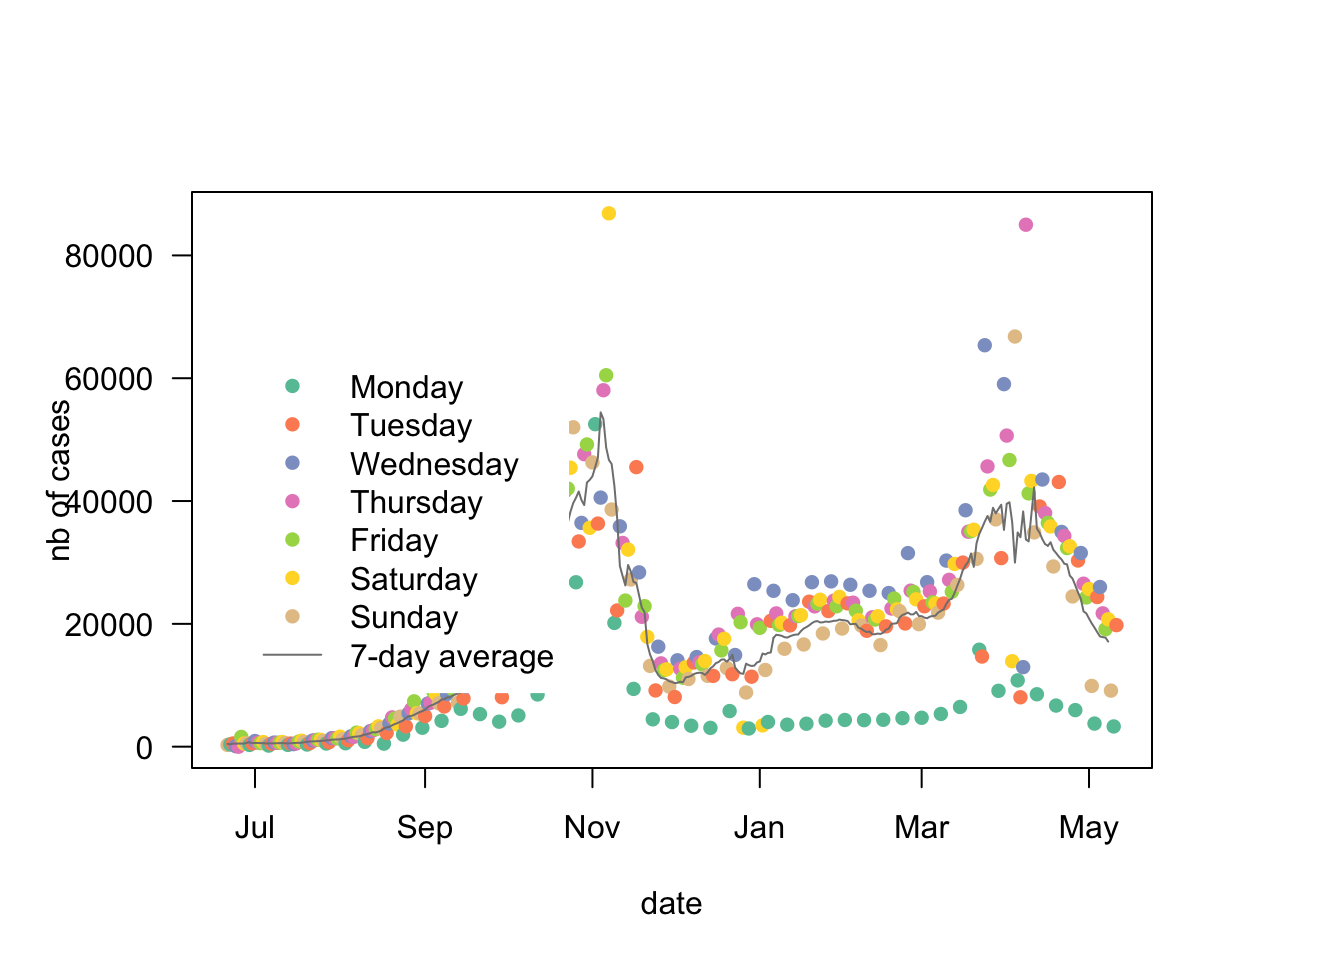 80000
60000
40000
20000
0
nb of cases
Monday
Tuesday
Wednesday
Thursday
Friday
Saturday
Sunday
7-day average
Jul Sep Nov Jan Mar May
date